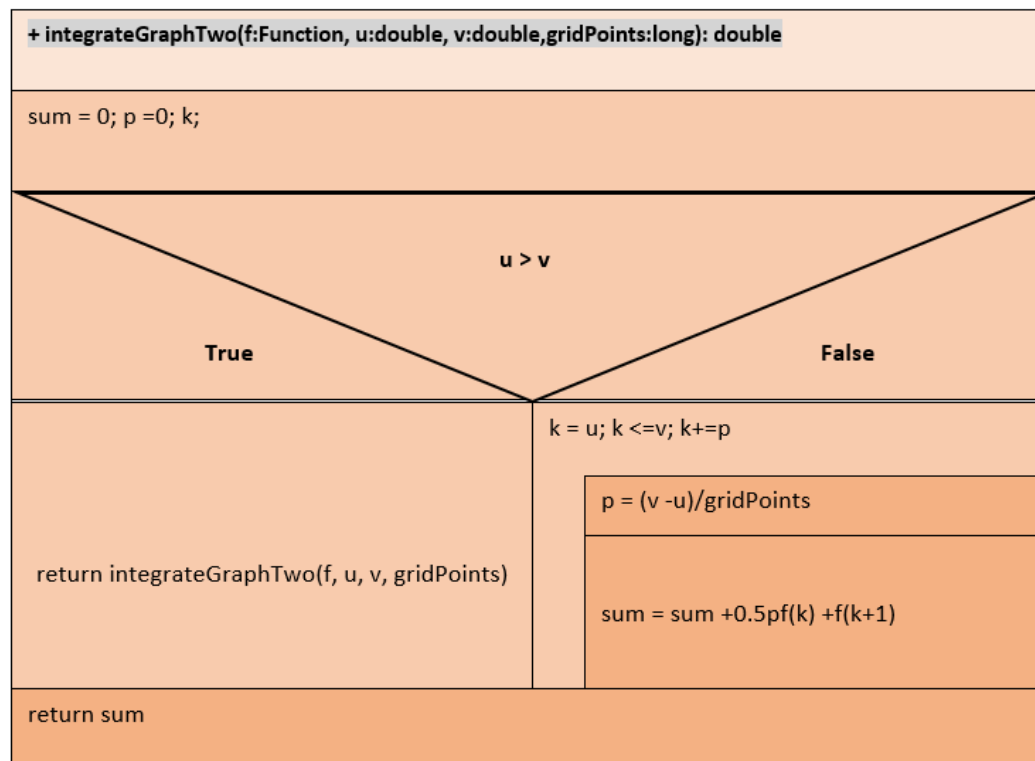 + integrateGraphTwo(f:Function, u:double, v:double,gridPoints:long): double
sum = 0; p =0; k;
u > v
True
False
k = u; k <=v; k+=p
p = (v -u)/gridPoints
return integrateGraphTwo(f, u, v, gridPoints)
sum = sum +0.5pf(k) +f(k+1)
return sum